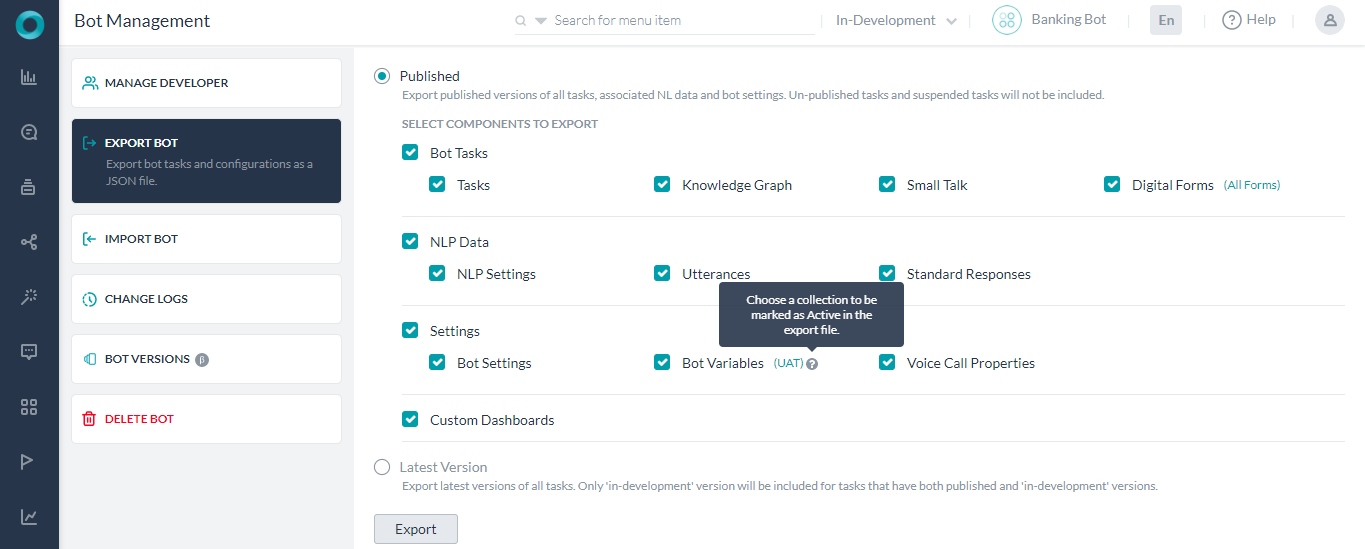 Bot Management
Search for menu item
In-Development
Banking Bot
En
Help
MANAGE DEVELOPER
EXPORT BOT
Export bot tasks and configurations as a
JSON file.
IMPORT BOT
CHANGE LOGS
BOT VERSIONS β
DELETE BOT
Published
Export published versions of all tasks, associated NL data and bot settings. Un-published tasks and suspended tasks will not be included.
SELECT COMPONENTS TO EXPORT
Bot Tasks
Tasks Knowledge Graph Small Talk Digital Forms (All Forms)
NLP Data
NLP Settings Utterances Standard Responses
Choose a collection to be
marked as Active in the
export file.
Settings
Bot Settings Bot Variables (UAT) ? Voice Call Properties
Custom Dashboards
Latest Version
Export latest versions of all tasks. Only 'in-development' version will be included for tasks that have both published and 'in-development' versions.
Export